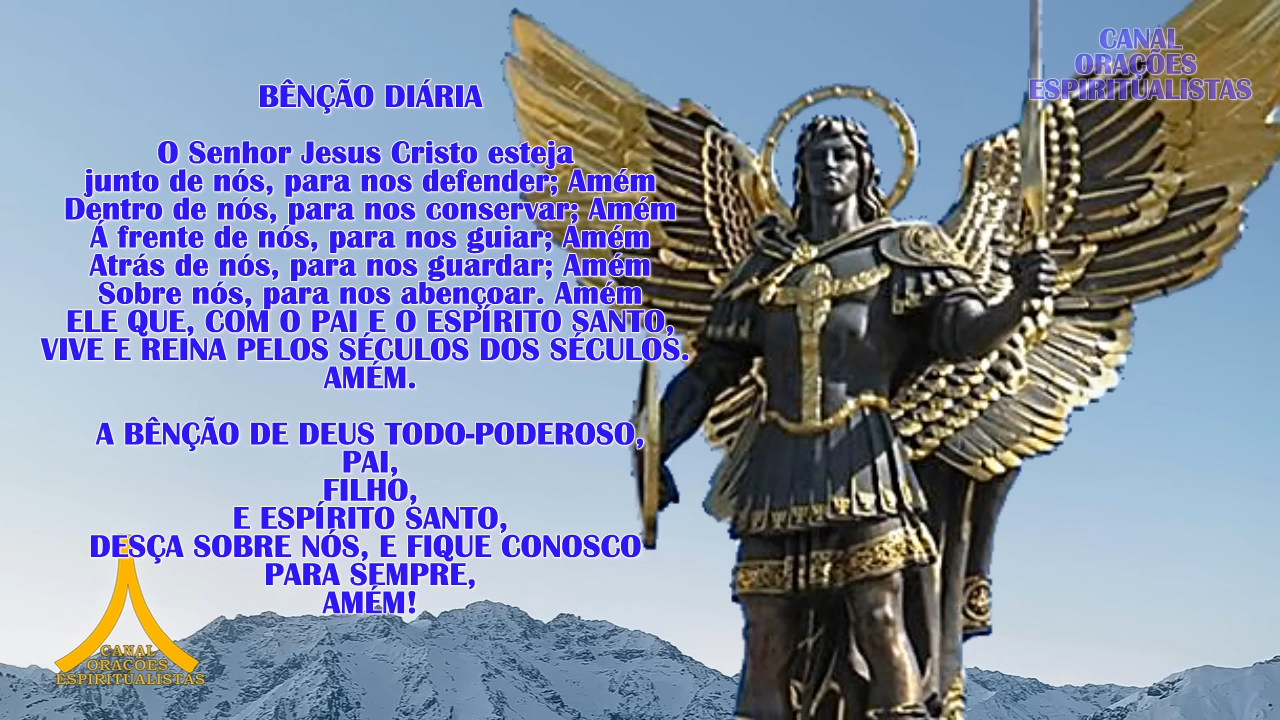 BÊNÇÃO DIÁRIA
O Senhor Jesus Cristo esteja
junto de nós, para nos defender; Amém
Dentro de nós, para nos conservar; Amém
Á frente de nós, para nos guiar; Amém
Atrás de nós, para nos guardar; Amém
Sobre nós, para nos abençoar. Amém
ELE QUE, COM O PAI E O ESPÍRITO SANTO,
VIVE E REINA PELOS SÉCULOS DOS SÉCULOS.
AMÉM.
A BÊNÇÃO DE DEUS TODO-PODEROSO,
PAI,
FILHO,
E ESPÍRITO SANTO,
DESÇA SOBRE NÓS, E FIQUE CONOSCO
PARA SEMPRE,
AMÉM!
CANAL
ORAÇÕES
ESPIRITUALISTAS
CANAL
ORAÇÕES
ESPIRITUALISTAS